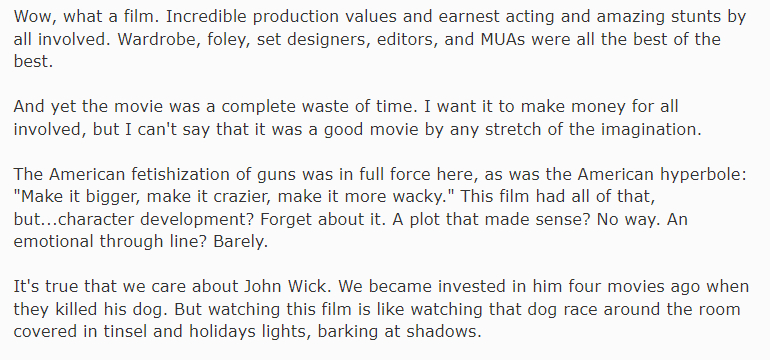 Wow, what a film. Incredible production values and earnest acting and amazing stunts by
all involved. Wardrobe, foley, set designers, editors, and MUAs were all the best of the
best.
And yet the movie was a complete waste of time. I want it to make money for all
involved, but I can't say that it was a good movie by any stretch of the imagination.
The American fetishization of guns was in full force here, as was the American hyperbole:
"Make it bigger, make it crazier, make it more wacky." This film had all of that,
but...character development? Forget about it. A plot that made sense? No way. An
emotional through line? Barely.
It's true that we care about John Wick. We became invested in him four movies ago when
they killed his dog. But watching this film is like watching that dog race around the room
covered in tinsel and holidays lights, barking at shadows.